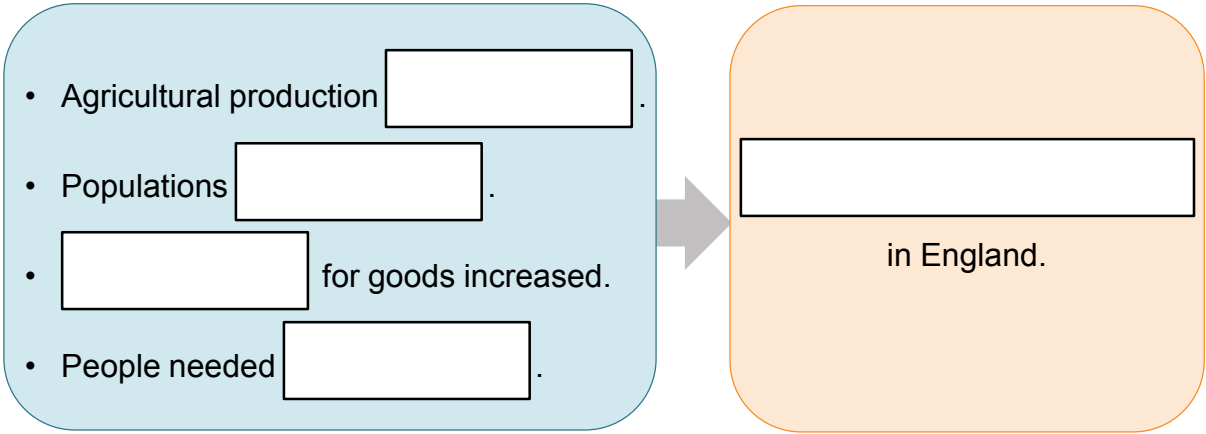 • Agricultural production .
• Populations .
• for goods increased.
• People needed .
in England.